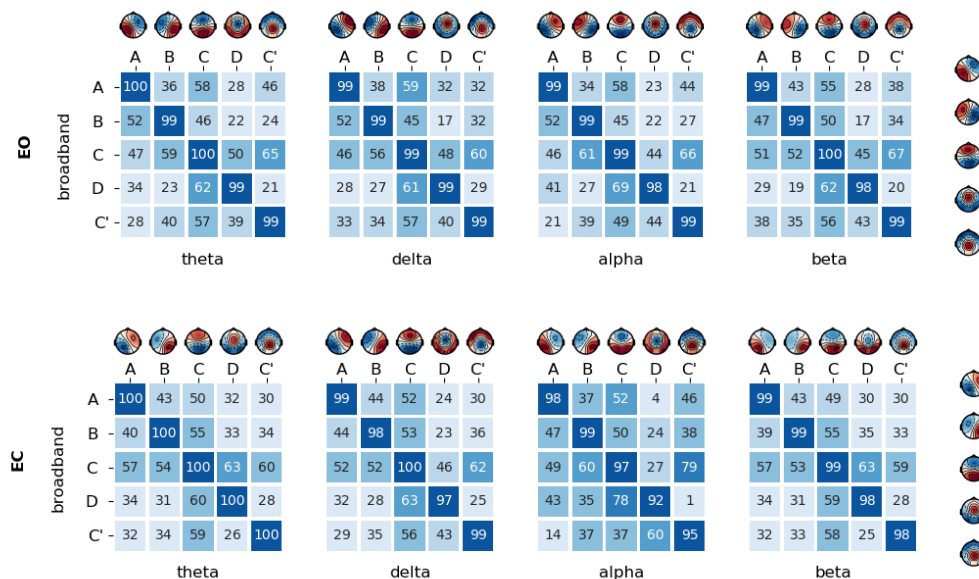 A B C D C' A B C D C' A B C D C' A B C D C'
A 100 36 58 28 46 99 38 59 32 32 99 34 58 23 44 99 43 55 28 38
B 52 99 46 22 24 52 99 45 17 32 52 99 45 22 27 47 99 50 17 34
C 47 59 100 50 65 46 56 99 48 60 46 61 99 44 66 51 52 100 45 67
D 34 23 62 99 21 28 27 61 99 29 41 27 69 98 21 29 19 62 98 20
C' 28 40 57 39 99 33 34 57 40 99 21 39 49 44 99 38 35 56 43 99
EO
broadband
theta delta alpha beta
A B C D C' A B C D C' A B C D C' A B C D C'
A 100 43 50 32 30 99 44 52 24 30 98 37 52 4 46 99 43 49 30 30
B 40 100 55 33 34 44 98 53 23 36 47 99 50 24 38 39 99 55 35 33
C 57 54 100 63 60 52 52 100 46 62 49 60 97 27 79 57 53 99 63 59
D 34 31 60 100 28 32 28 63 97 25 43 35 78 92 1 34 31 59 98 28
C' 32 34 59 26 100 29 35 56 43 99 14 37 37 60 95 32 33 58 25 98
EC
broadband
theta delta alpha beta